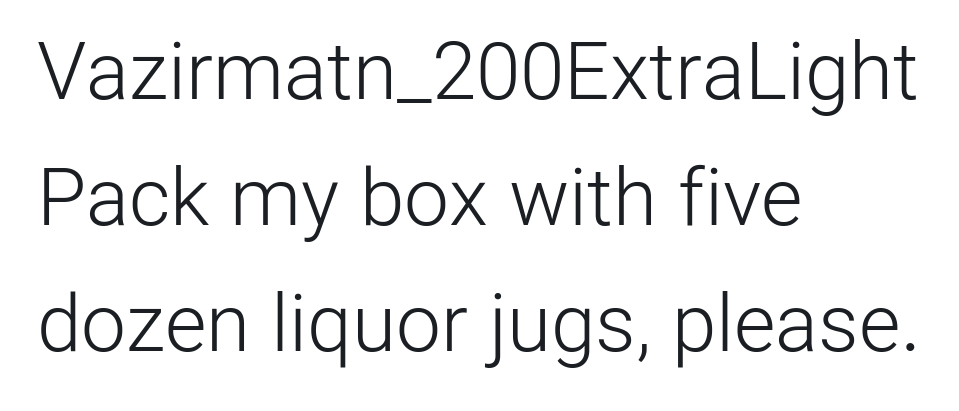 Vazirmatn_200ExtraLight
Pack my box with five
dozen liquor jugs, please.